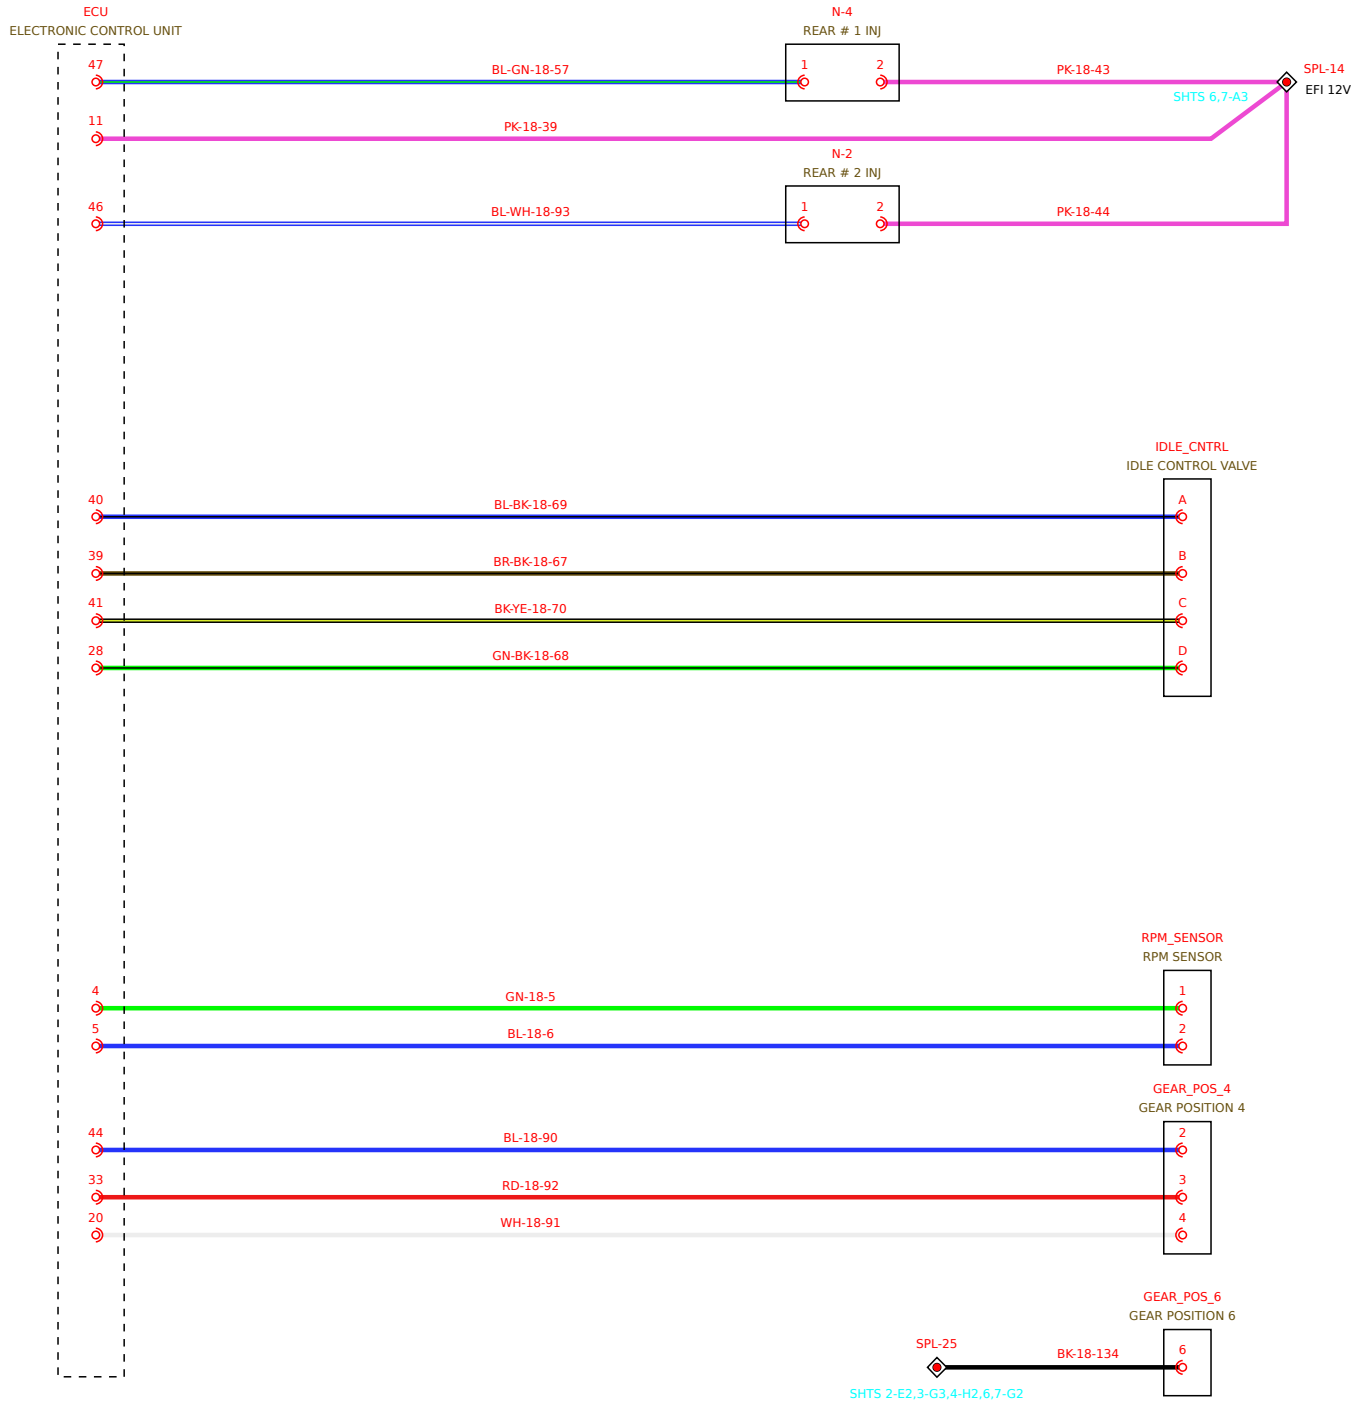 ECU
ELECTRONIC CONTROL UNIT
N-4
REAR # 1 INJ
47
BL-GN-18-57
1
2
PK-18-43
SPL-14
EFI 12V
SHTS 6,7-A3
11
PK-18-39
N-2
REAR # 2 INJ
46
BL-WH-18-93
1
2
PK-18-44
IDLE_CNTRL
IDLE CONTROL VALVE
40
BL-BK-18-69
A
39
BR-BK-18-67
B
41
BK-YE-18-70
C
28
GN-BK-18-68
D
RPM_SENSOR
RPM SENSOR
4
GN-18-5
1
5
BL-18-6
2
GEAR_POS_4
GEAR POSITION 4
44
BL-18-90
2
33
RD-18-92
3
20
WH-18-91
4
GEAR_POS_6
GEAR POSITION 6
SPL-25
BK-18-134
6
SHTS 2-E2,3-G3,4-H2,6,7-G2